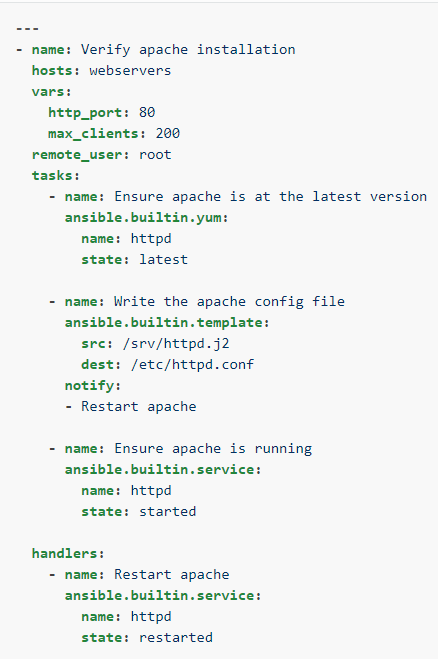 ---
- name: Verify apache installation
  hosts: webservers
  vars:
    http_port: 80
    max_clients: 200
  remote_user: root
  tasks:
    - name: Ensure apache is at the latest version
      ansible.builtin.yum:
        name: httpd
        state: latest

    - name: Write the apache config file
      ansible.builtin.template:
        src: /srv/httpd.j2
        dest: /etc/httpd.conf
      notify:
      - Restart apache

    - name: Ensure apache is running
      ansible.builtin.service:
        name: httpd
        state: started

  handlers:
    - name: Restart apache
      ansible.builtin.service:
        name: httpd
        state: restarted